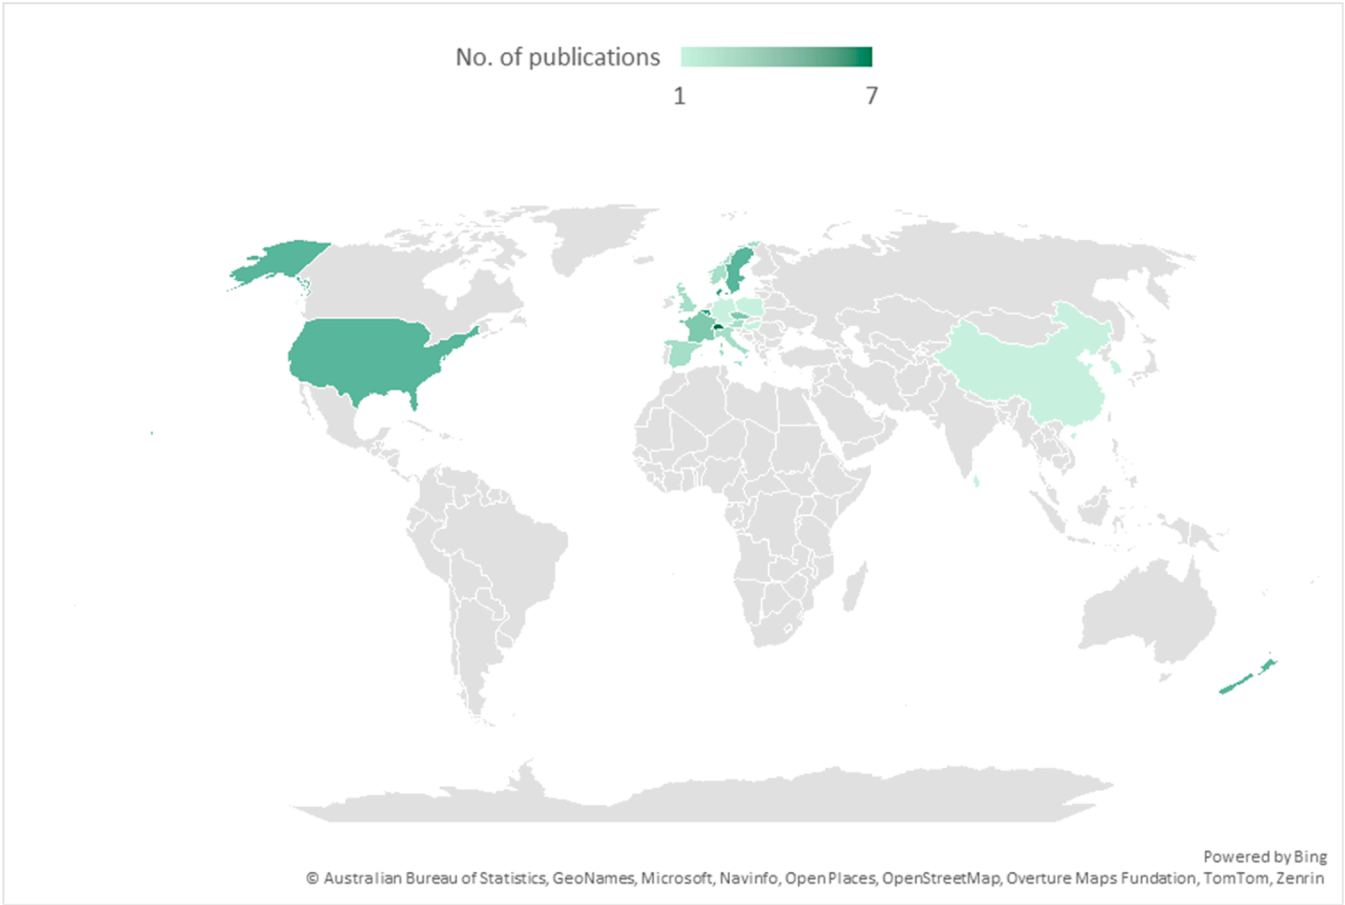 No. of publications
1 7
Powered by Bing
© Australian Bureau of Statistics, GeoNames, Microsoft, Navinfo, Open Places, OpenStreetMap, Overture Maps Fundation, TomTom, Zenrin